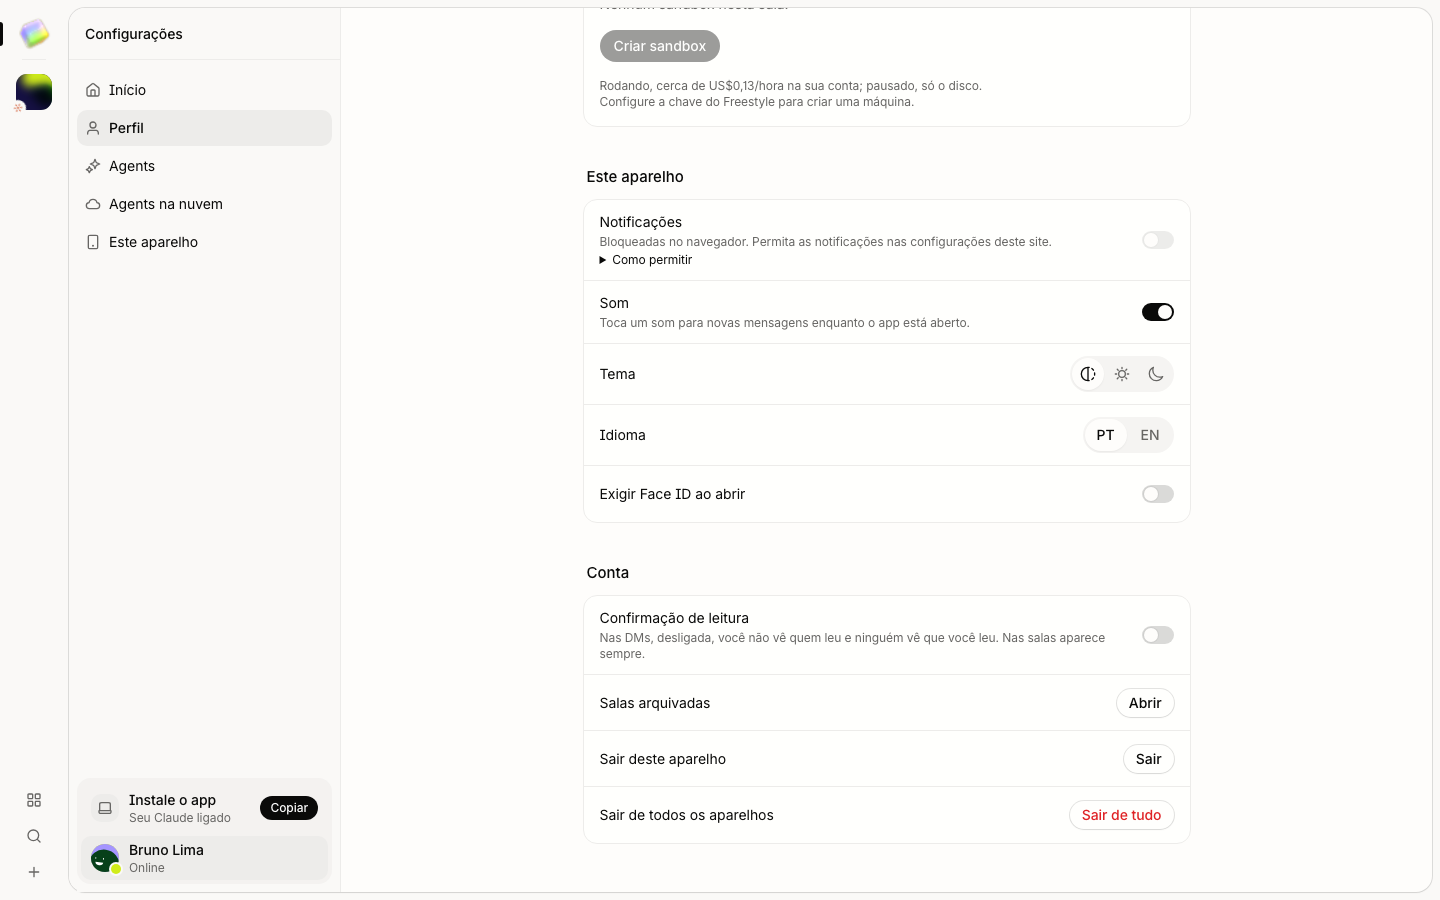 Configurações
Início
Perfil
Agents
Agents na nuvem
Este aparelho
Instale o app
Seu Claude ligado
Copiar
Bruno Lima
Online
Criar sandbox
Rodando, cerca de US$0,13/hora na sua conta; pausado, só o disco.
Configure a chave do Freestyle para criar uma máquina.
Este aparelho
Notificações
Bloqueadas no navegador. Permita as notificações nas configurações deste site.
Como permitir
Som
Toca um som para novas mensagens enquanto o app está aberto.
Tema
Idioma
PT EN
Exigir Face ID ao abrir
Conta
Confirmação de leitura
Nas DMs, desligada, você não vê quem leu e ninguém vê que você leu. Nas salas aparece
sempre.
Salas arquivadas
Abrir
Sair deste aparelho
Sair
Sair de todos os aparelhos
Sair de tudo